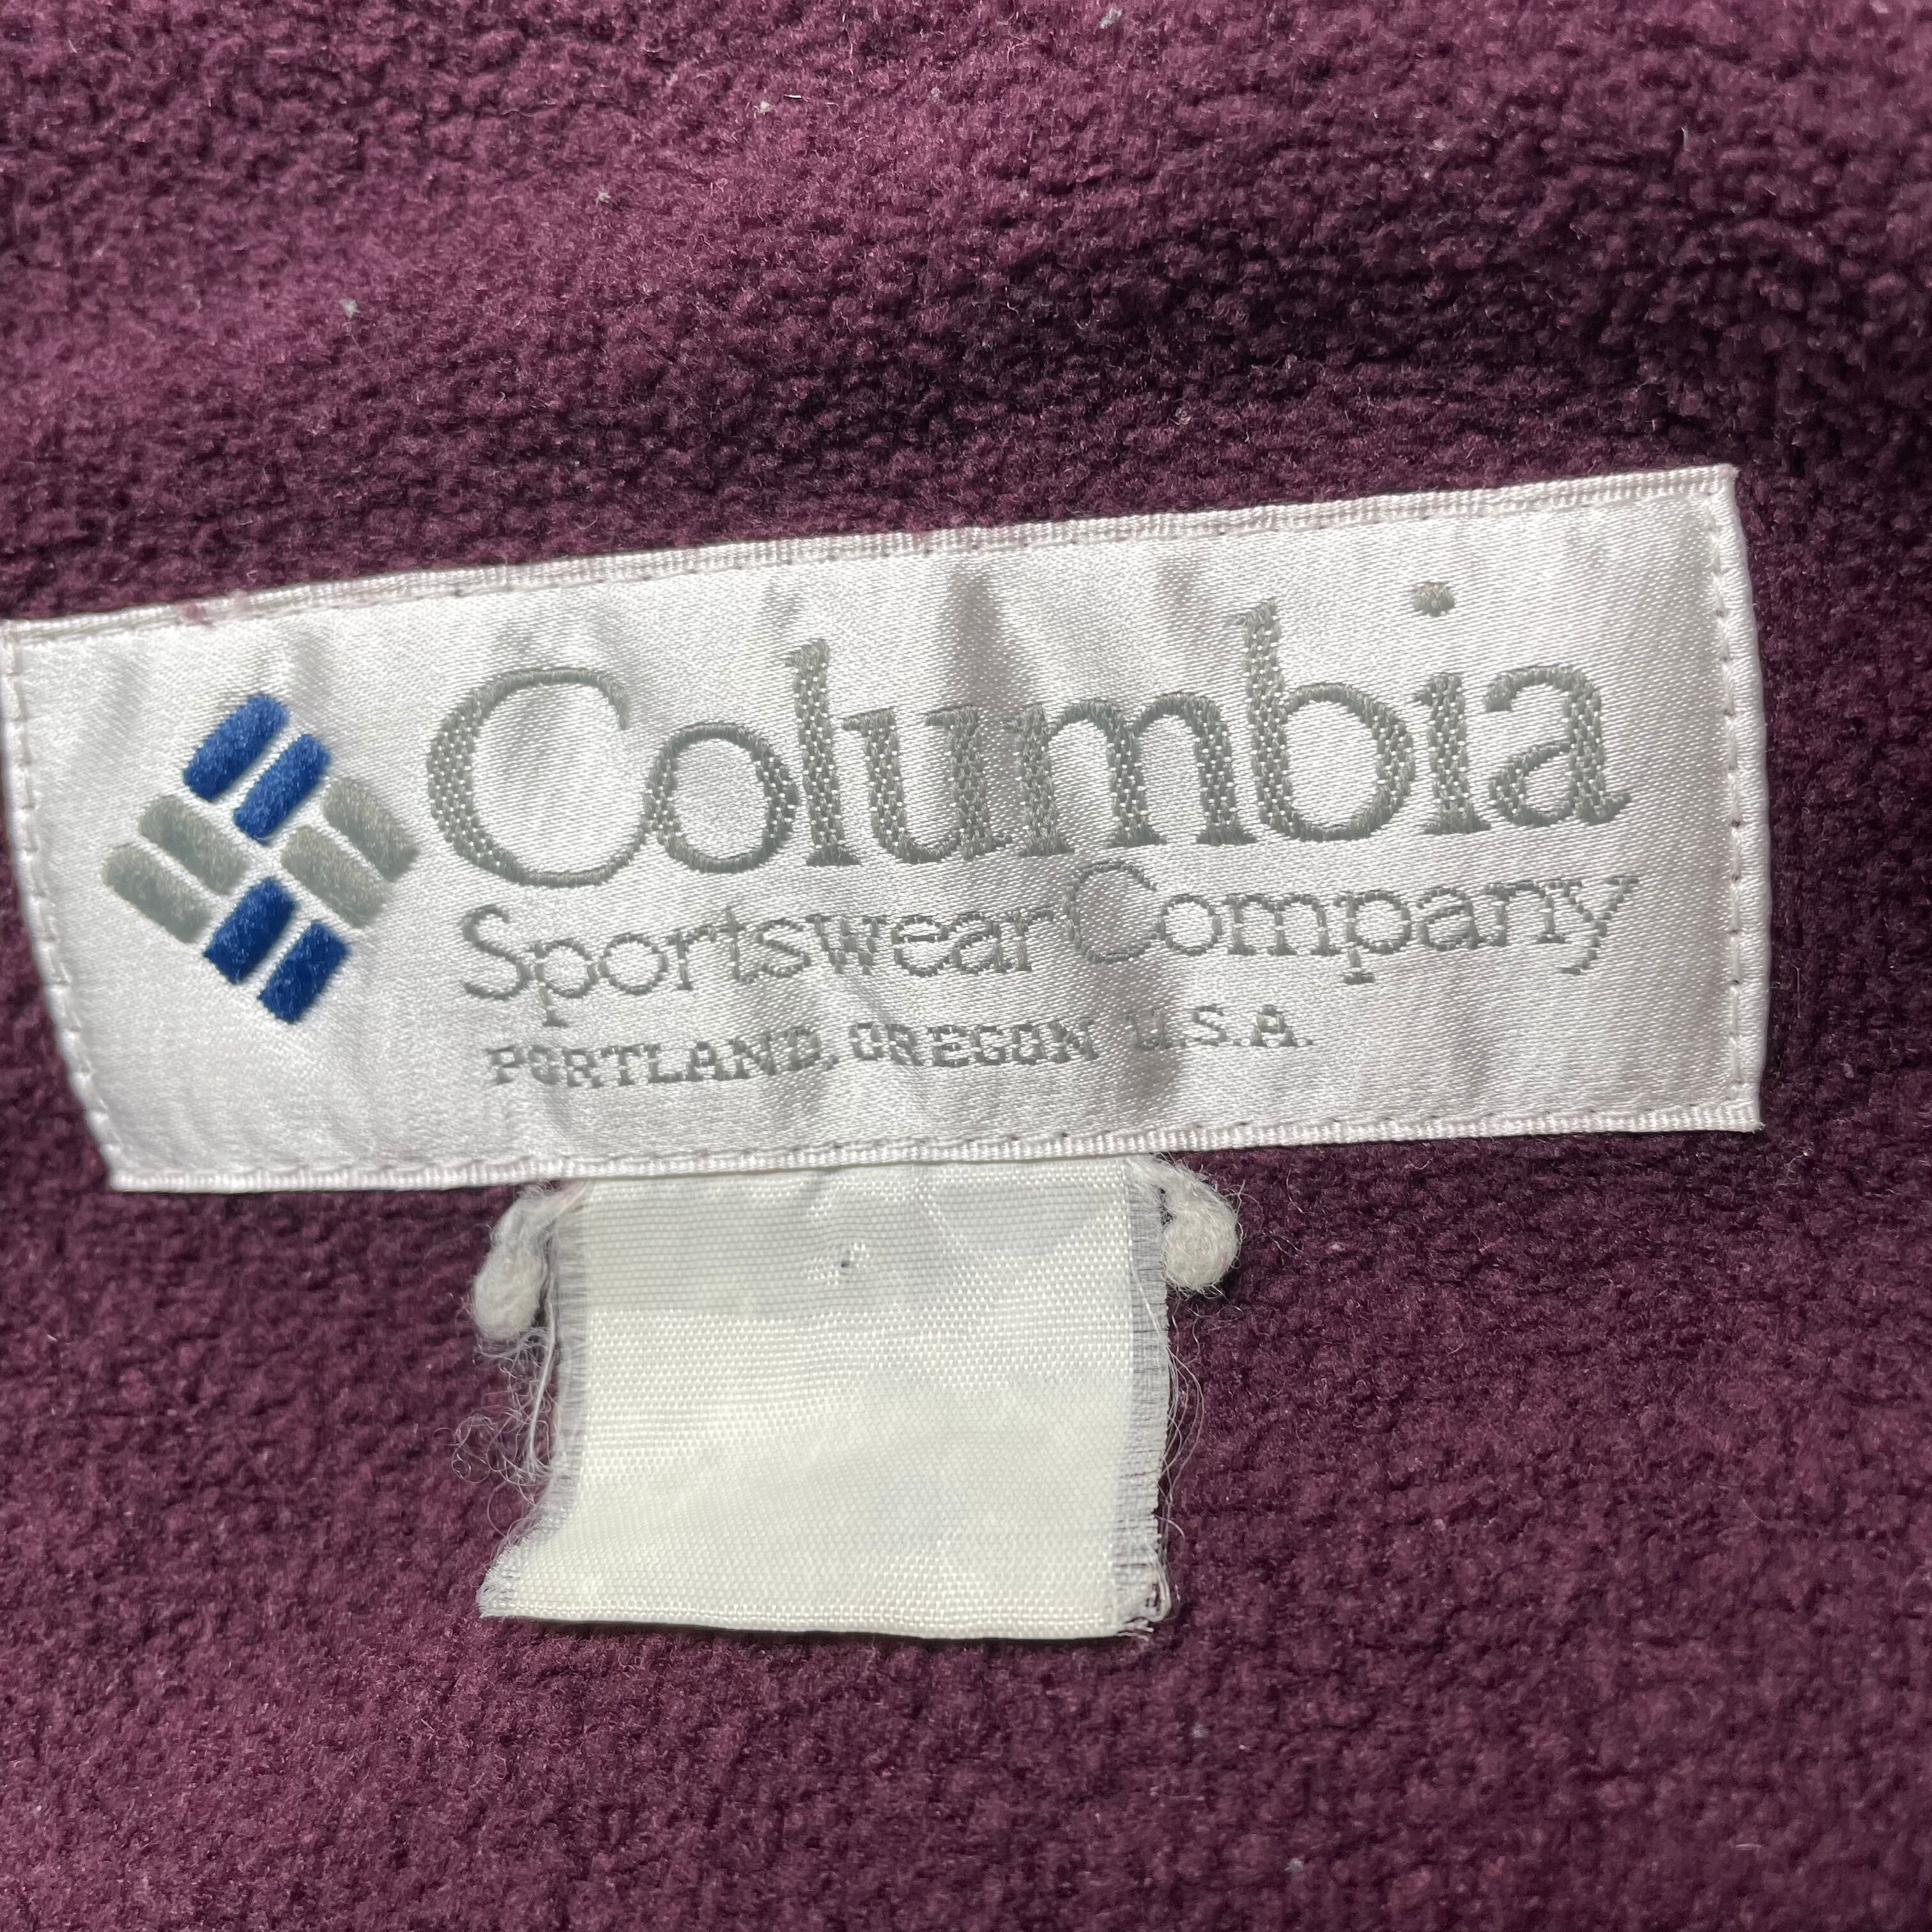 Columbia
Sportswear Company
PORTLAND, OREGON U.S.A.